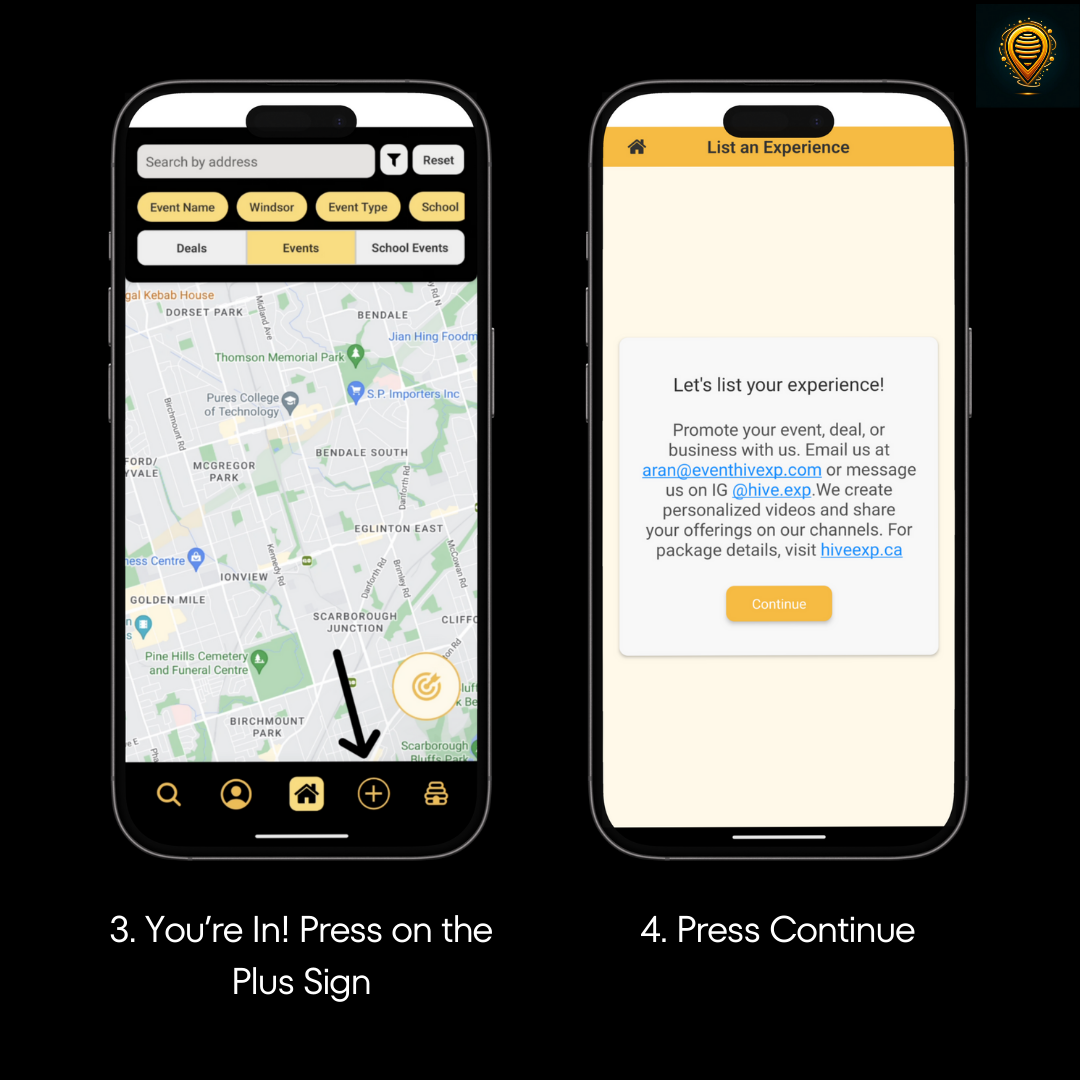 Search by address
Reset
Event Name
Windsor
Event Type
School
Deals
Events
School Events
gal Kebab House
DORSET PARK
Midland Ave
BENDALE
Jian Hing Foodm
Thomson Memorial Park
S.P. Importers Inc
Pures College
of Technology
Birchmount Rd
BENDALE SOUTH
MCGREGOR
PARK
FORD/
YVALE
Danforth Rd
EGLINTON EAST
ness Centre
IONVIEW
Kennedy Rd
Danforth Rd
Brimley Rd
McCowan Rd
GOLDEN MILE
SCARBOROUGH
JUNCTION
CLIFFC
Pine Hills Cemetery
and Funeral Centre
BIRCHMOUNT
PARK
Scarborough
Bluffs Park
3. You're In! Press on the
Plus Sign
List an Experience
Let's list your experience!
Promote your event, deal, or
business with us. Email us at
aran@eventhivexp.com or message
us on IG @hive.exp.We create
personalized videos and share
your offerings on our channels. For
package details, visit hiveexp.ca
Continue
4. Press Continue